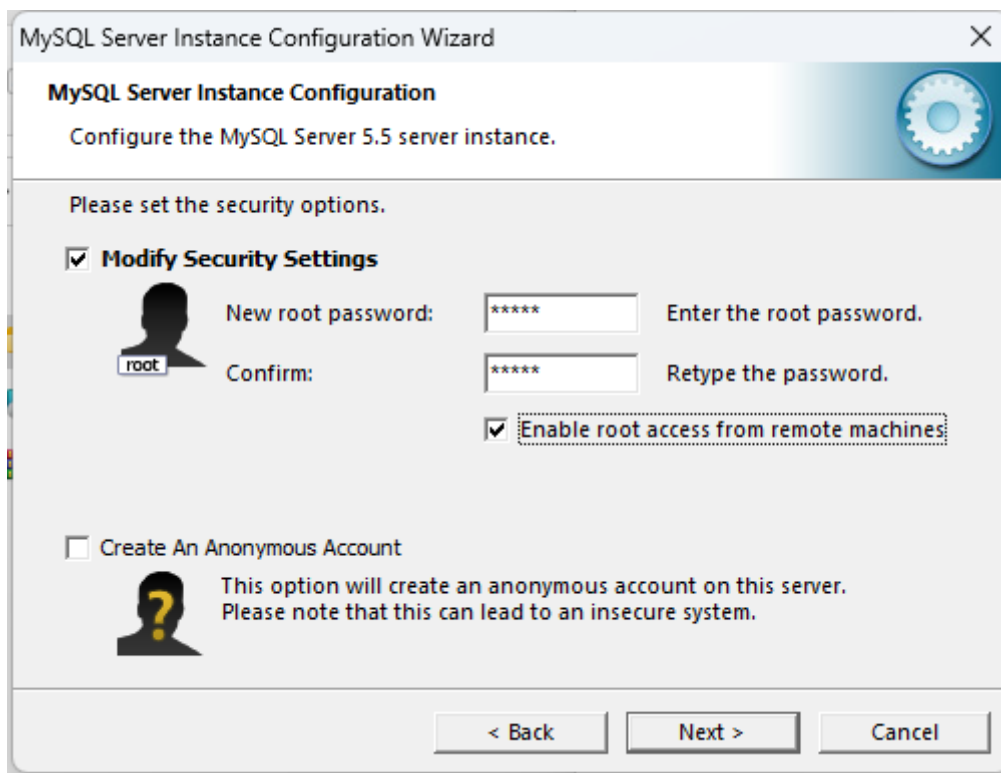 MySQL Server Instance Configuration Wizard
MySQL Server Instance Configuration
Configure the MySQL Server 5.5 server instance.
Please set the security options.
Modify Security Settings
New root password: ***** Enter the root password.
root
Confirm: ***** Retype the password.
Enable root access from remote machines
Create An Anonymous Account
This option will create an anonymous account on this server.
Please note that this can lead to an insecure system.
< Back Next > Cancel